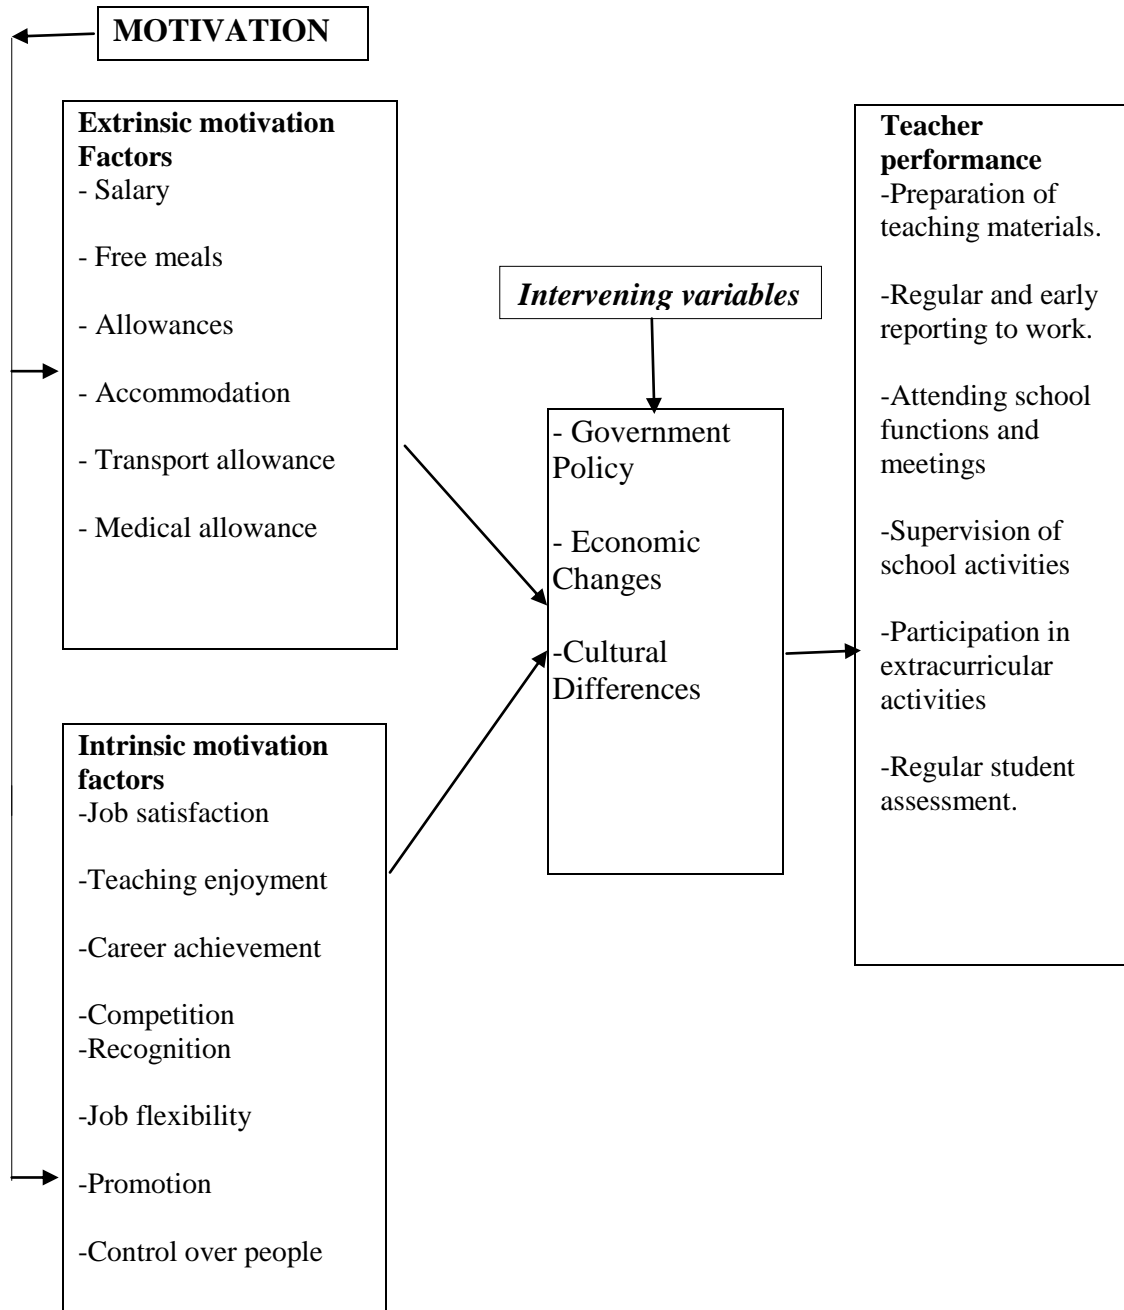 MOTIVATION
Extrinsic motivation
Factors
- Salary
- Free meals
- Allowances
- Accommodation
- Transport allowance
- Medical allowance
Intrinsic motivation
factors
-Job satisfaction
-Teaching enjoyment
-Career achievement
-Competition
-Recognition
-Job flexibility
-Promotion
-Control over people
Intervening variables
- Government
Policy
- Economic
Changes
-Cultural
Differences
Teacher
performance
-Preparation of
teaching materials.
-Regular and early
reporting to work.
-Attending school
functions and
meetings
-Supervision of
school activities
-Participation in
extracurricular
activities
-Regular student
assessment.